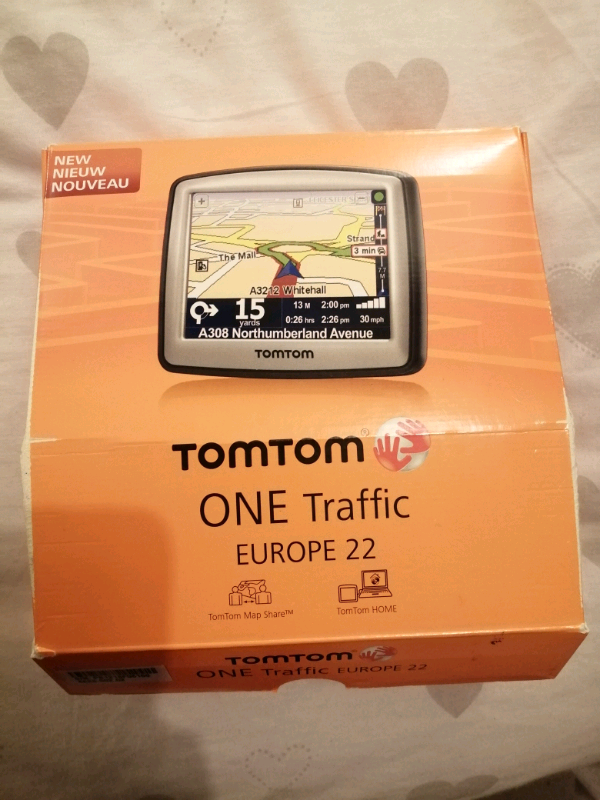 NEW
NIEUW
NOUVEAU
Strand
3 min
The Mall
A3212 Whitehall
15
yards
13 M 2:00 pm
0:26 hrs 2:26 pm 30 mph
A308 Northumberland Avenue
TOMTOM
TOMTOM®
ONE Traffic
EUROPE 22
TomTom Map Share™
TomTom HOME
TOMTOM
ONE Traffic EUROPE 22